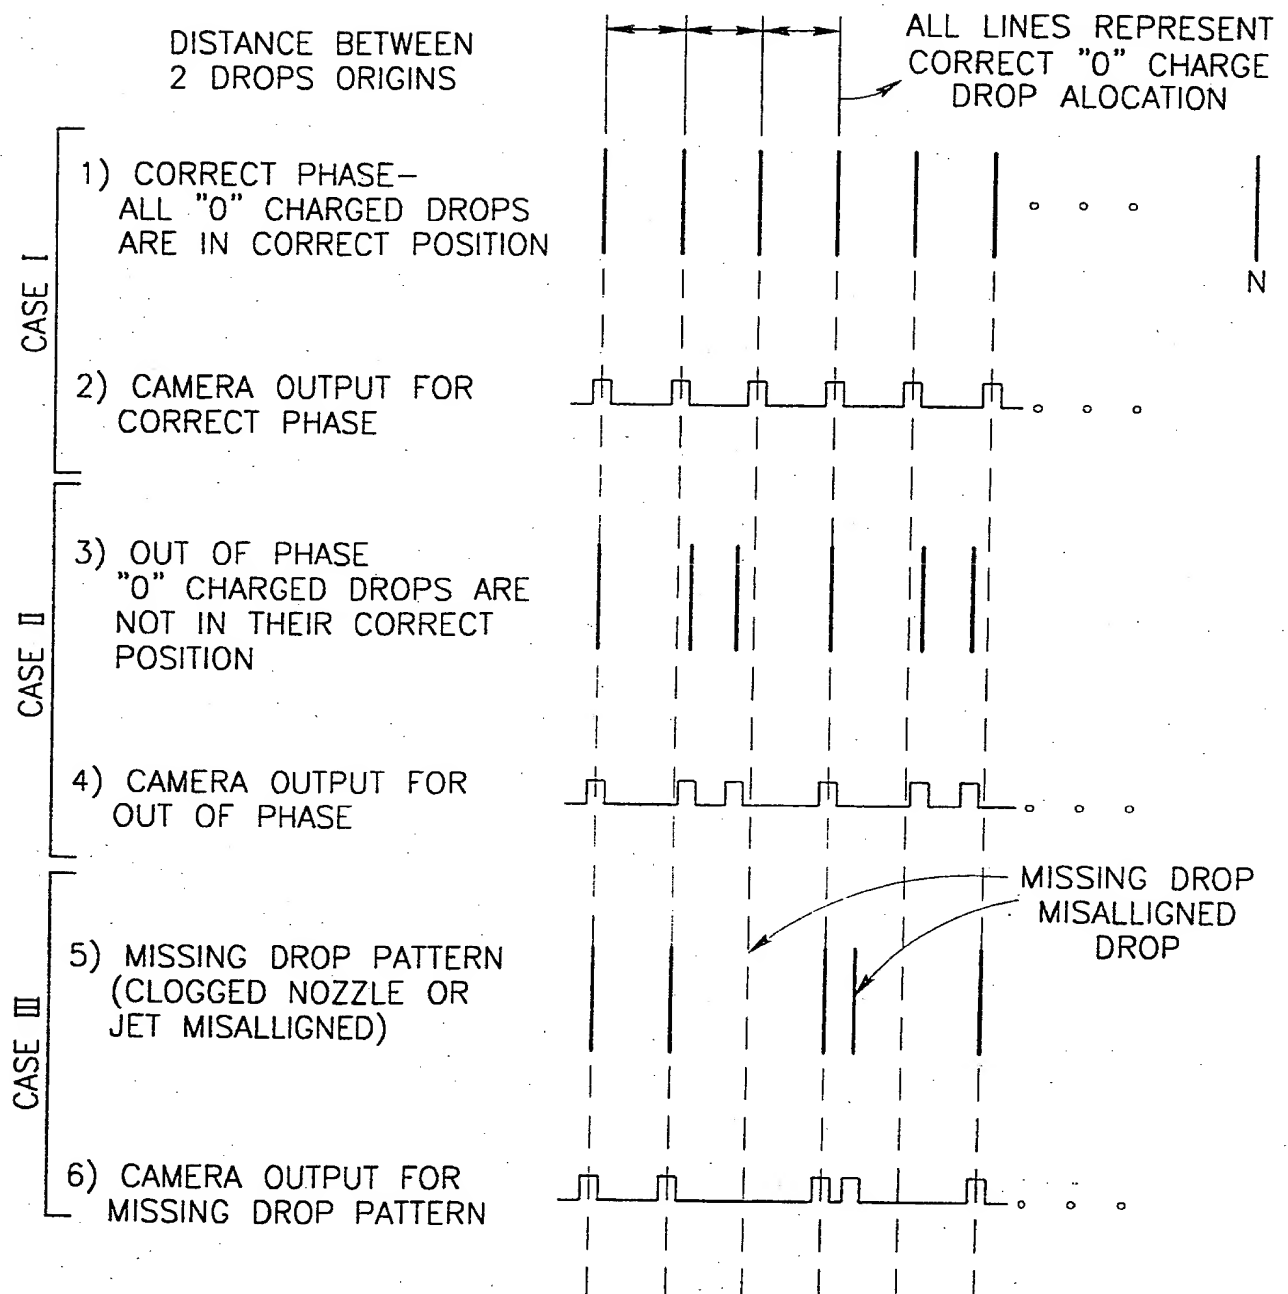 DISTANCE BETWEEN
2 DROPS ORIGINS
ALL LINES REPRESENT
CORRECT "0" CHARGE
DROP ALOCATION
CASE I
1) CORRECT PHASE–
ALL "0" CHARGED DROPS
ARE IN CORRECT POSITION
N
2) CAMERA OUTPUT FOR
CORRECT PHASE
CASE II
3) OUT OF PHASE
"0" CHARGED DROPS ARE
NOT IN THEIR CORRECT
POSITION
4) CAMERA OUTPUT FOR
OUT OF PHASE
CASE III
MISSING DROP
MISALLIGNED
DROP
5) MISSING DROP PATTERN
(CLOGGED NOZZLE OR
JET MISALLIGNED)
6) CAMERA OUTPUT FOR
MISSING DROP PATTERN